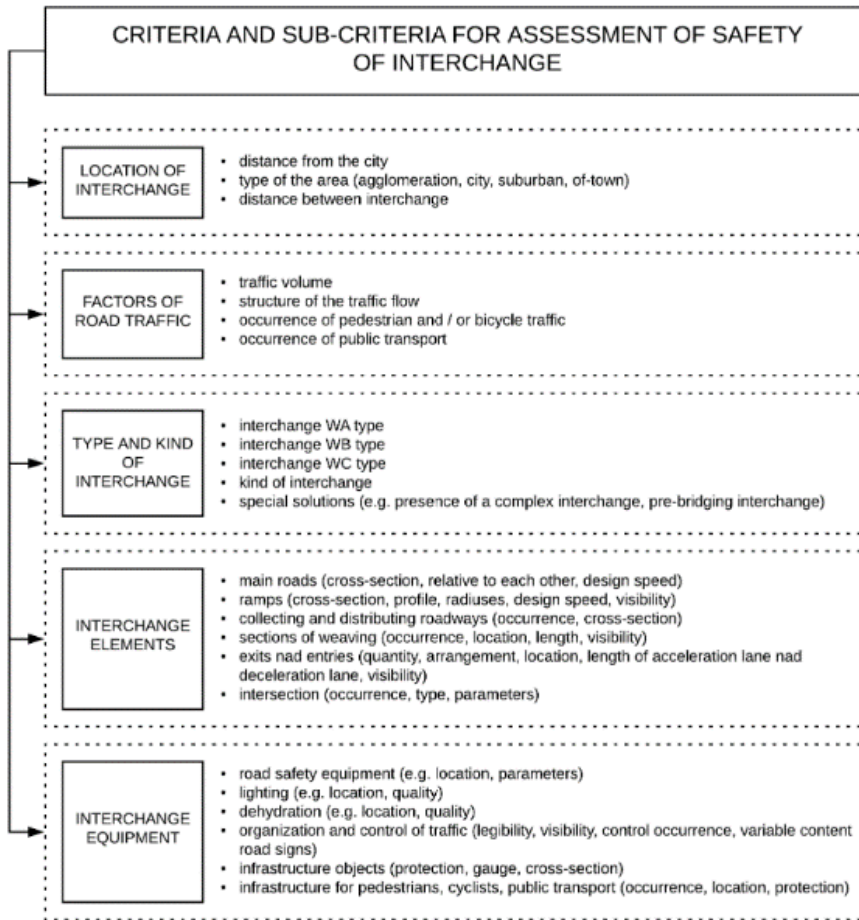 CRITERIA AND SUB-CRITERIA FOR ASSESSMENT OF SAFETY
OF INTERCHANGE
LOCATION OF
INTERCHANGE
• distance from the city
• type of the area (agglomeration, city, suburban, of-town)
• distance between interchange
FACTORS OF
ROAD TRAFFIC
• traffic volume
• structure of the traffic flow
• occurrence of pedestrian and / or bicycle traffic
• occurrence of public transport
TYPE AND KIND
OF
INTERCHANGE
• interchange WA type
• interchange WB type
• interchange WC type
• kind of interchange
• special solutions (e.g. presence of a complex interchange, pre-bridging interchange)
INTERCHANGE
ELEMENTS
• main roads (cross-section, relative to each other, design speed)
• ramps (cross-section, profile, radiuses, design speed, visibility)
• collecting and distributing roadways (occurrence, cross-section)
• sections of weaving (occurrence, location, length, visibility)
• exits nad entries (quantity, arrangement, location, length of acceleration lane nad
deceleration lane, visibility)
• intersection (occurrence, type, parameters)
INTERCHANGE
EQUIPMENT
• road safety equipment (e.g. location, parameters)
• lighting (e.g. location, quality)
• dehydration (e.g. location, quality)
• organization and control of traffic (legibility, visibility, control occurrence, variable content
road signs)
• infrastructure objects (protection, gauge, cross-section)
• infrastructure for pedestrians, cyclists, public transport (occurrence, location, protection)